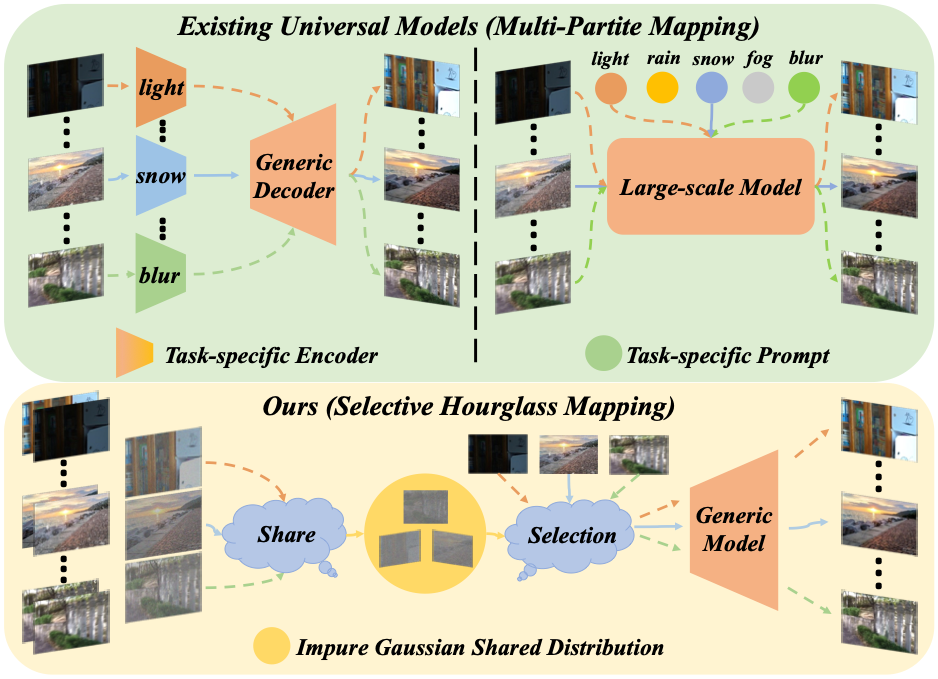 Existing Universal Models (Multi-Partite Mapping)
light
snow
blur
Generic
Decoder
Task-specific Encoder
light rain snow fog blur
Large-scale Model
Task-specific Prompt
Ours (Selective Hourglass Mapping)
Share
Selection
Generic
Model
Impure Gaussian Shared Distribution